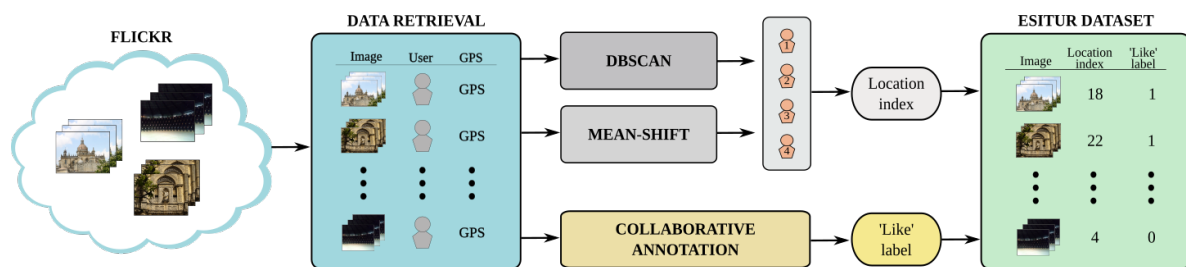 FLICKR
DATA RETRIEVAL
Image User GPS
GPS
GPS
GPS
DBSCAN
MEAN-SHIFT
COLLABORATIVE
ANNOTATION
1
2
3
4
Location
index
'Like'
label
ESITUR DATASET
Image Location index 'Like' label
18 1
22 1
4 0